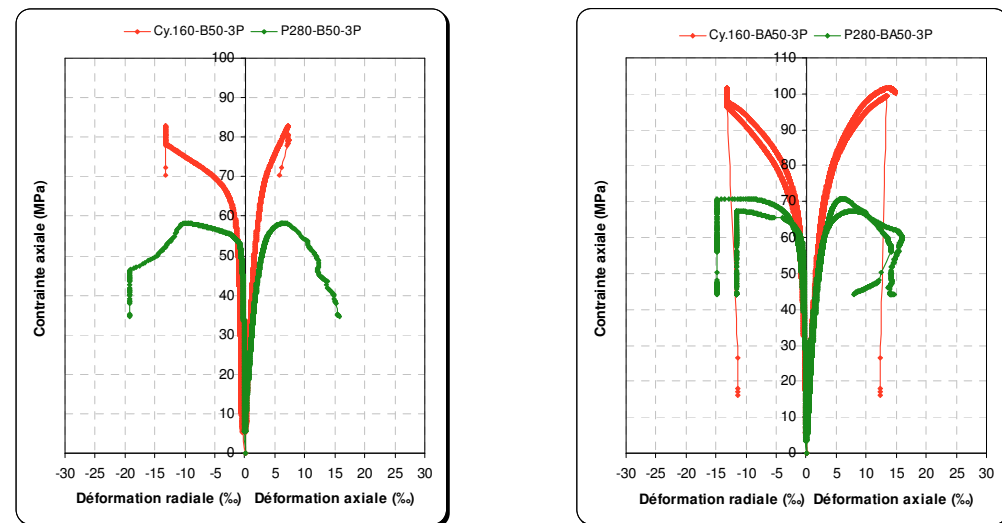 Cy.160-B50-3P P280-B50-3P
100
90
80
70
60
50
40
30
20
10
0
Contrainte axiale (MPa)
-30 -25 -20 -15 -10 -5 0 5 10 15 20 25 30
Déformation radiale (‰) Déformation axiale (‰)
Cy.160-BA50-3P P280-BA50-3P
110
100
90
80
70
60
50
40
30
20
10
0
Contrainte axiale (MPa)
-30 -25 -20 -15 -10 -5 0 5 10 15 20 25 30
Déformation radiale (‰) Déformation axiale (‰)